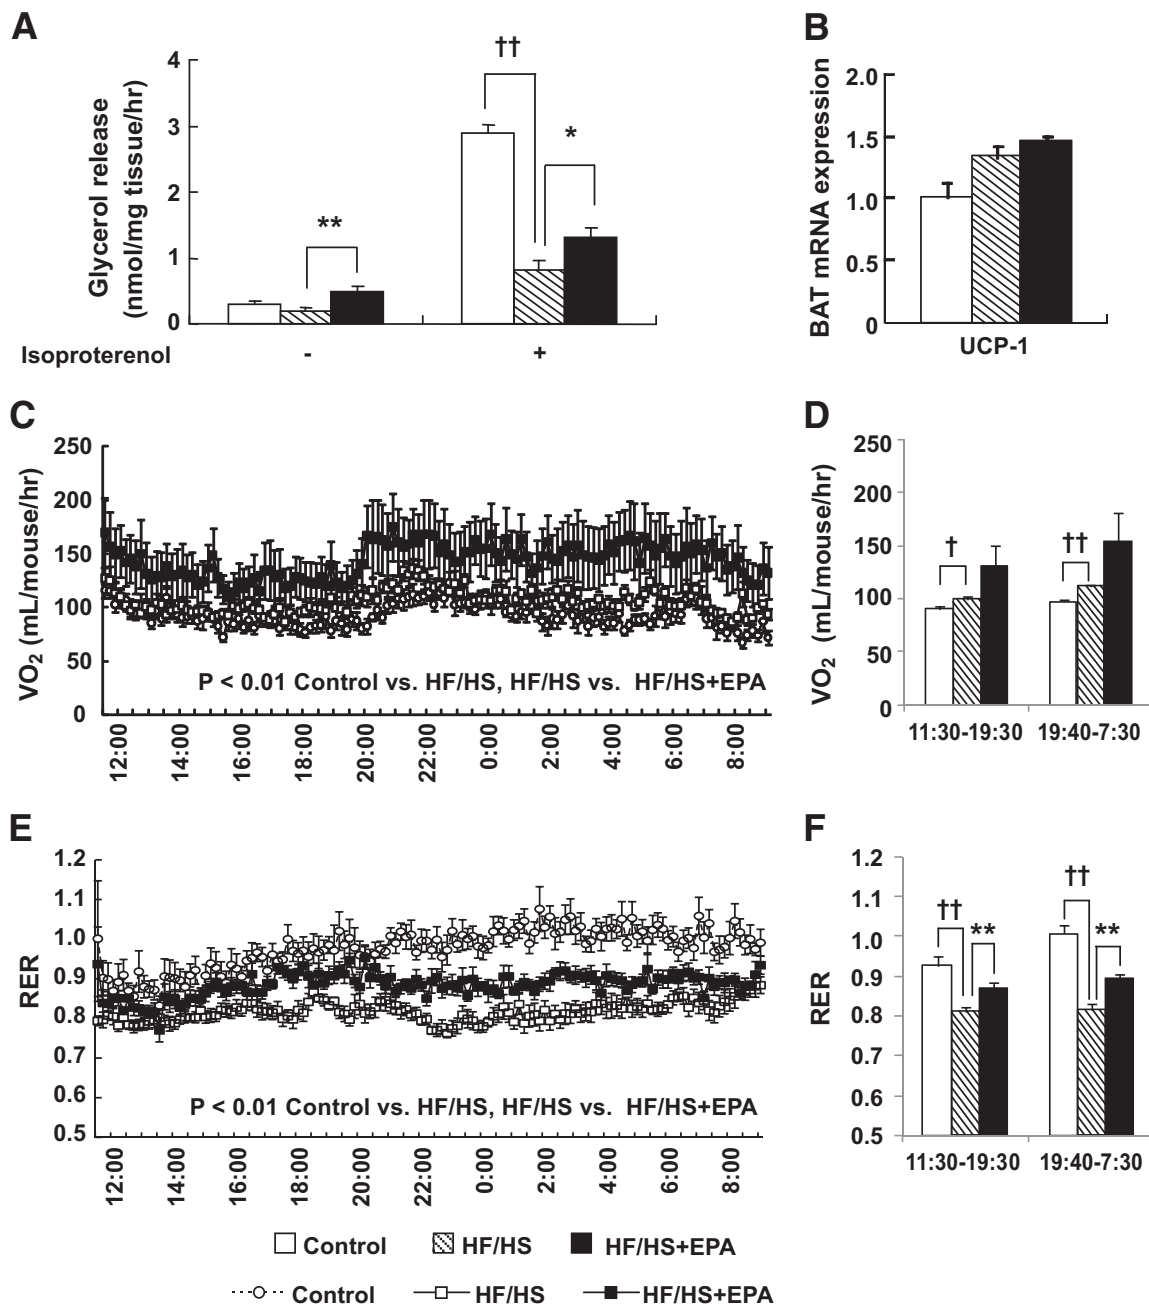 A
Glycerol release
(nmol/mg tissue/hr)
4
3
2
1
0
††
*
**
Isoproterenol - +
B
BAT mRNA expression
2.0
1.5
1.0
0.5
0
UCP-1
C
VO2 (mL/mouse/hr)
250
200
150
100
50
0
P < 0.01 Control vs. HF/HS, HF/HS vs. HF/HS+EPA
12:00 14:00 16:00 18:00 20:00 22:00 0:00 2:00 4:00 6:00 8:00
D
VO2 (mL/mouse/hr)
250
200
150
100
50
0
† ††
11:30-19:30 19:40-7:30
E
RER
1.2
1.1
1.0
0.9
0.8
0.7
0.6
0.5
P < 0.01 Control vs. HF/HS, HF/HS vs. HF/HS+EPA
12:00 14:00 16:00 18:00 20:00 22:00 0:00 2:00 4:00 6:00 8:00
F
RER
1.2
1.1
1.0
0.9
0.8
0.7
0.6
0.5
††
†† ** **
11:30-19:30 19:40-7:30
Control HF/HS HF/HS+EPA
Control HF/HS HF/HS+EPA